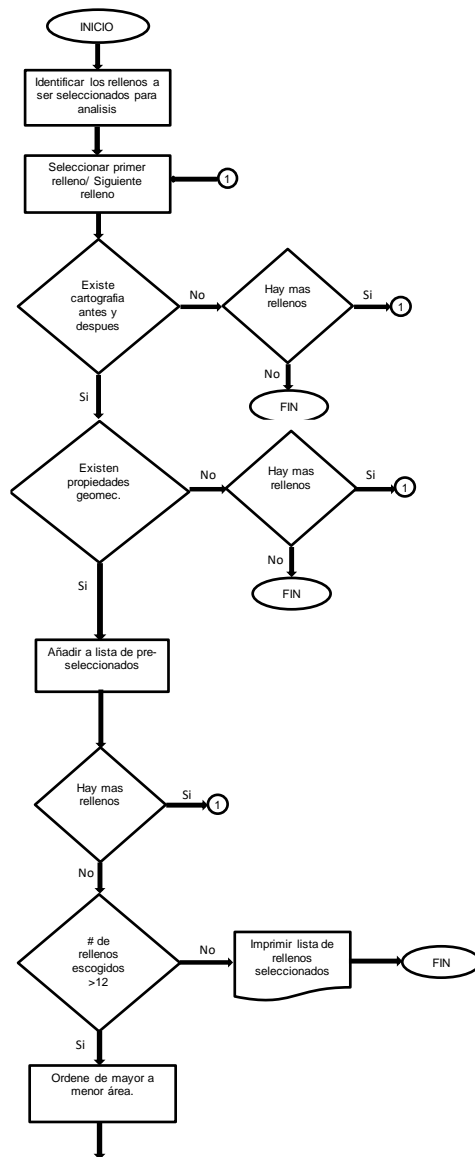 INICIO
Identificar los rellenos a
ser seleccionados para
analisis
Seleccionar primer
relleno/ Siguiente
relleno
1
Existe
cartografia
antes y
despues
No
Hay mas
rellenos
Si
1
No
FIN
Si
Existen
propiedades
geomec.
No
Hay mas
rellenos
Si
1
No
FIN
Si
Añadir a lista de pre-
seleccionados
Hay mas
rellenos
Si
1
No
# de
rellenos
escogidos
>12
No
Imprimir lista de
rellenos
seleccionados
FIN
Si
Ordene de mayor a
menor área.